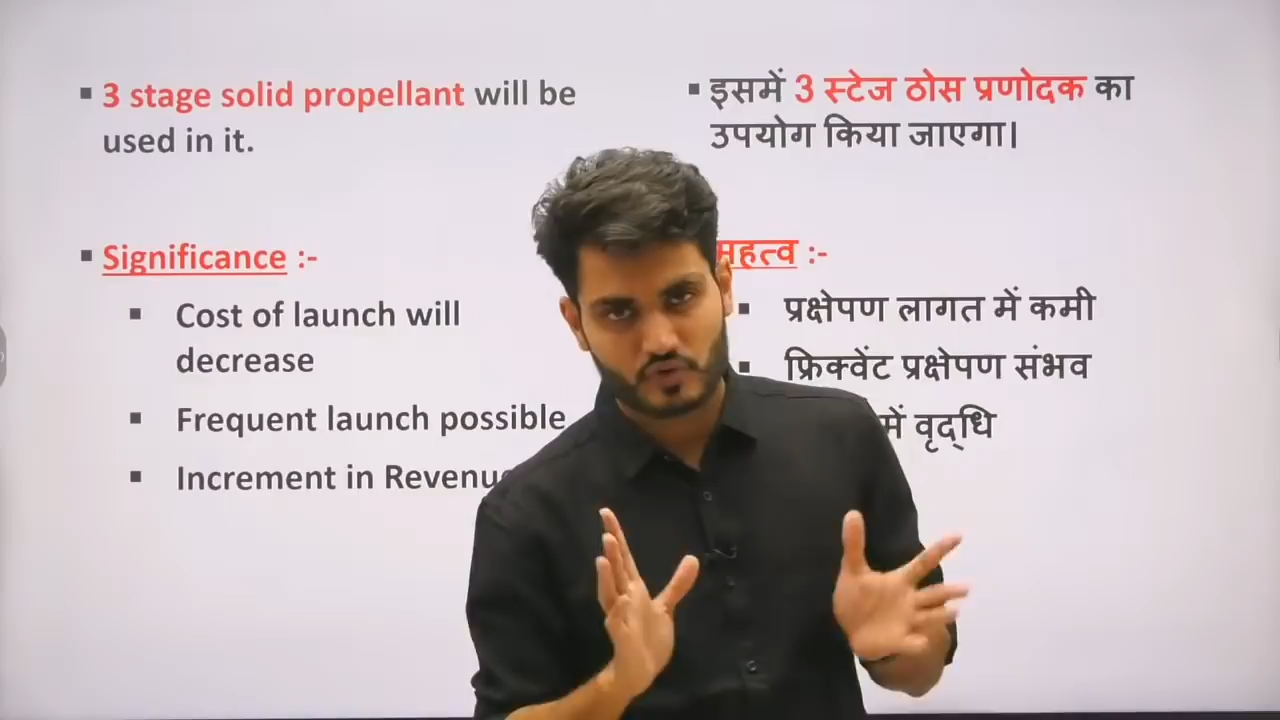 3 stage solid propellant will be
used in it.
Significance :-
Cost of launch will
decrease
Frequent launch possible
Increment in
इसमें 3 स्टेज ठोस प्रणोदक का
उपयोग किया जाएगा।
महत्व :-
प्रक्षेपण लागत में कमी
फ्रिक्वेंट प्रक्षेपण संभव
में वृद्धि